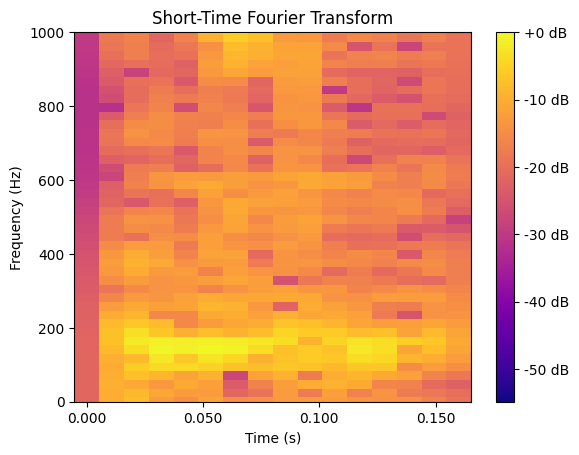 Short-Time Fourier Transform
1000
800
600
400
200
0
Frequency (Hz)
0.000
0.050
0.100
0.150
Time (s)
+0 dB
-10 dB
-20 dB
-30 dB
-40 dB
-50 dB